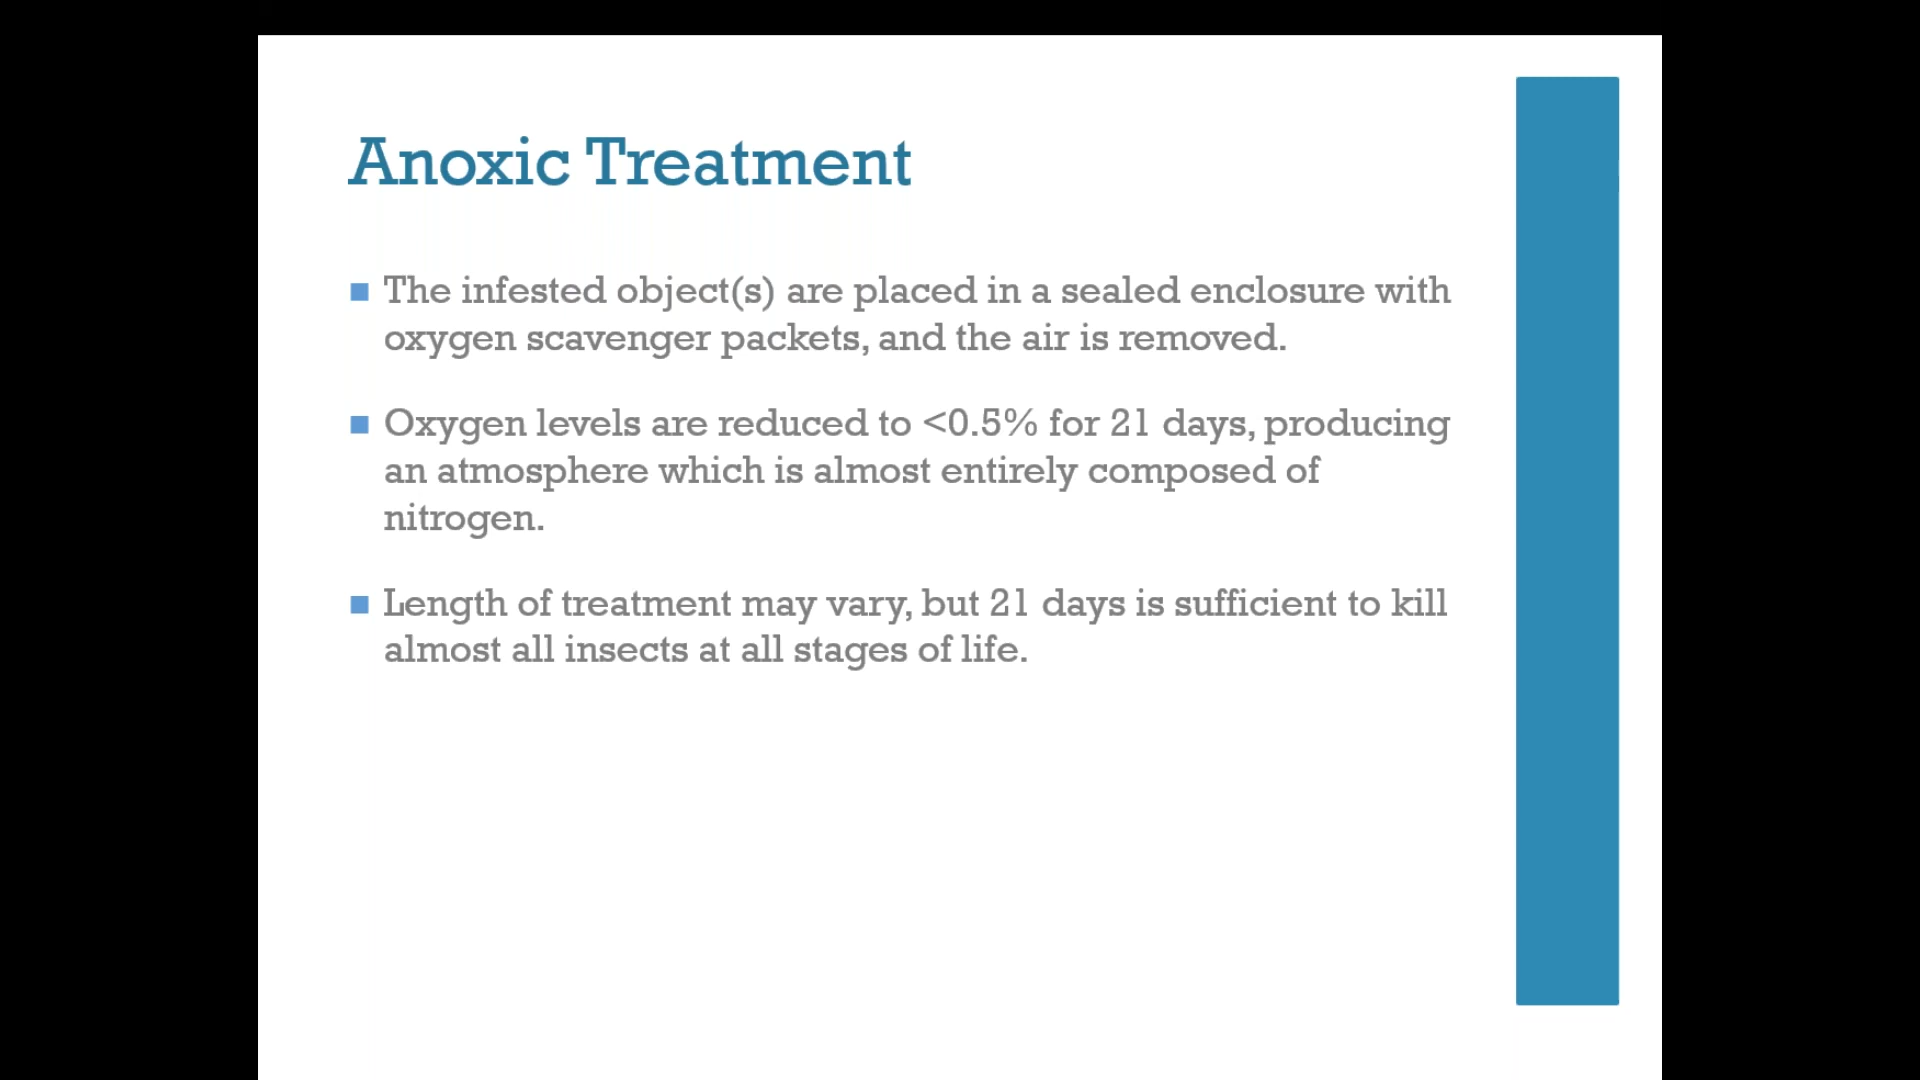 Anoxic Treatment
The infested object(s) are placed in a sealed enclosure with
oxygen scavenger packets, and the air is removed.
Oxygen levels are reduced to <0.5% for 21 days, producing
an atmosphere which is almost entirely composed of
nitrogen.
Length of treatment may vary, but 21 days is sufficient to kill
almost all insects at all stages of life.